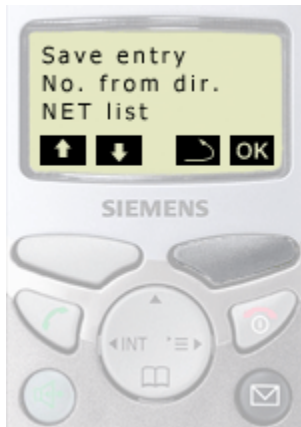 Save entry
No. from dir.
NET list
OK
SIEMENS
INT